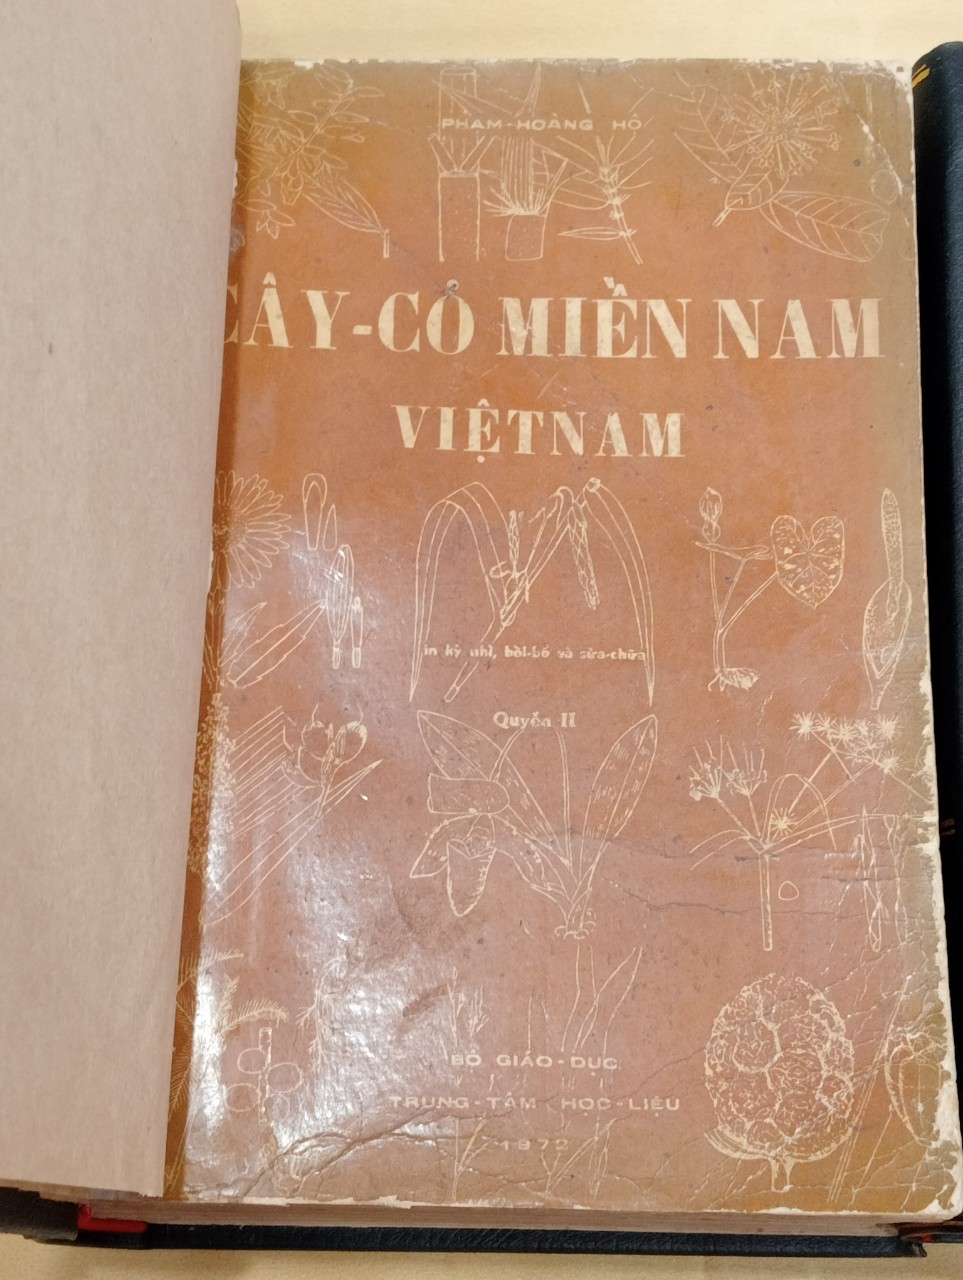 PHẠM-HOÀNG HỘ
CÂY-CỎ MIỀN NAM
VIỆTNAM
in kỳ nhì, bồi-bổ và sửa-chữa
Quyển II
BỘ GIÁO-DỤC
TRUNG-TÂM HỌC-LIỆU
1972